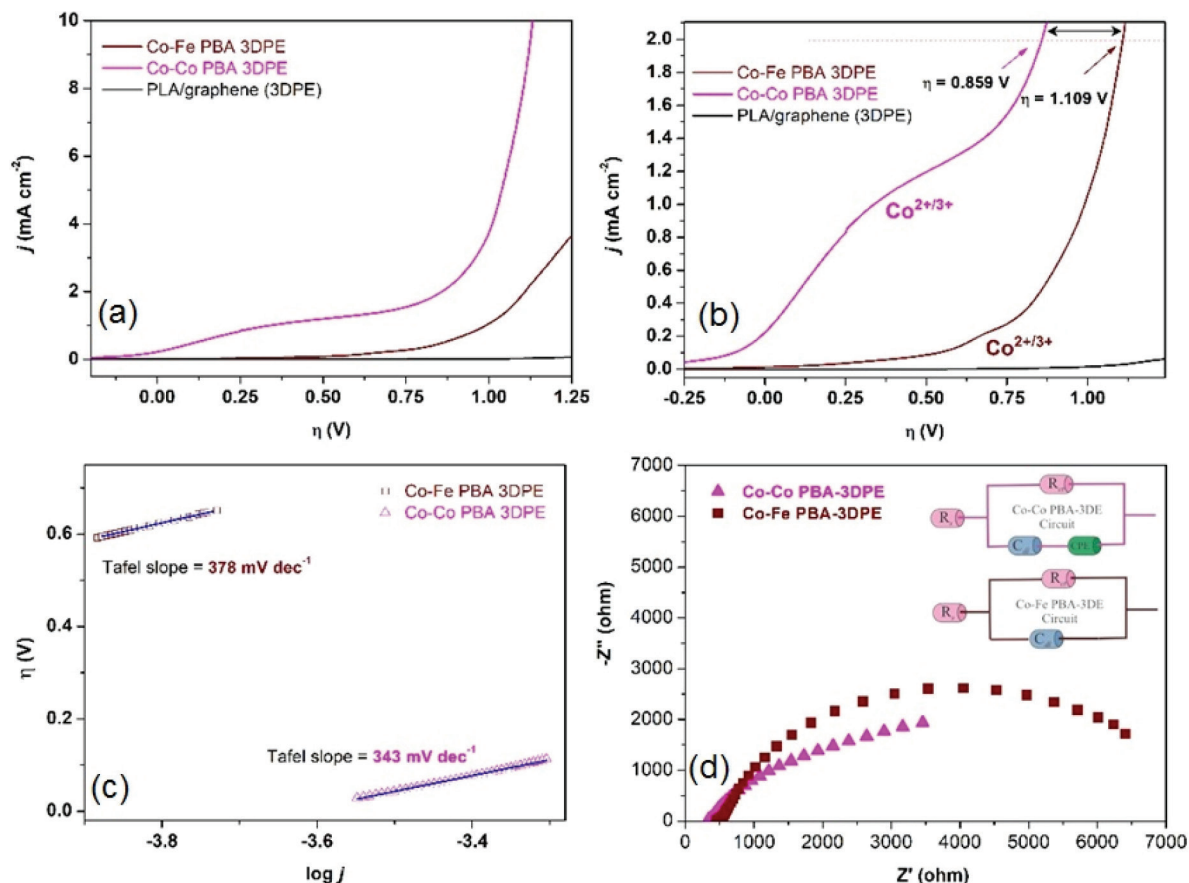 10
8
6
4
2
0
j (mA cm⁻²)
Co-Fe PBA 3DPE
Co-Co PBA 3DPE
PLA/graphene (3DPE)
(a)
0.00 0.25 0.50 0.75 1.00 1.25
η (V)
2.0
1.8
1.6
1.4
1.2
1.0
0.8
0.6
0.4
0.2
0.0
j (mA cm⁻²)
Co-Fe PBA 3DPE
Co-Co PBA 3DPE
PLA/graphene (3DPE)
η = 0.859 V
η = 1.109 V
Co²⁺/³⁺
Co²⁺/³⁺
(b)
-0.25 0.00 0.25 0.50 0.75 1.00
η (V)
0.6
0.4
0.2
0.0
η (V)
Co-Fe PBA 3DPE
Co-Co PBA 3DPE
Tafel slope = 378 mV dec⁻¹
Tafel slope = 343 mV dec⁻¹
(c)
-3.8 -3.6 -3.4
log j
7000
6000
5000
4000
3000
2000
1000
0
-Z" (ohm)
Co-Co PBA-3DPE
Co-Fe PBA-3DPE
R
R
Co-Co PBA-3DE
Circuit
C
CPE
R
R
Co-Fe PBA-3DE
Circuit
C
(d)
0 1000 2000 3000 4000 5000 6000 7000
Z' (ohm)